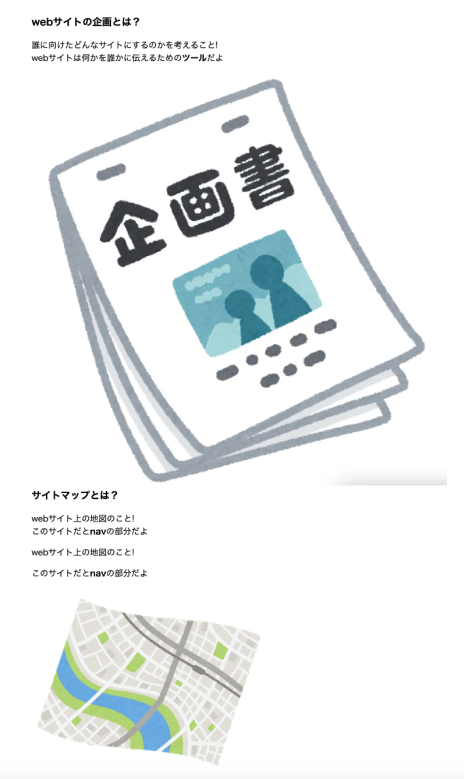 webサイトの企画とは？
誰に向けたどんなサイトにするのかを考えること!
webサイトは何かを誰かに伝えるためのツールだよ
企画書
サイトマップとは？
webサイト上の地図のこと!
このサイトだとnavの部分だよ
webサイト上の地図のこと!
このサイトだとnavの部分だよ